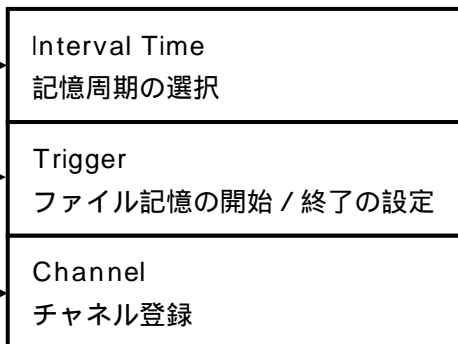 Interval Time
記憶周期の選択
Trigger
ファイル記憶の開始 / 終了の設定
Channel
チャネル登録